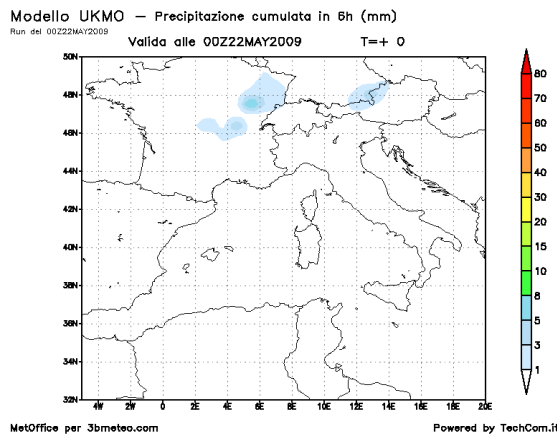 Modello UKMO – Precipitazione cumulata in 6h (mm)
Run del 00Z22MAY2009
Valida alle 00Z22MAY2009 T=+ 0
50N
48N
46N
44N
42N
40N
38N
36N
34N
32N
4W 2W 0 2E 4E 6E 8E 10E 12E 14E 16E 18E 20E
80
70
60
50
40
30
20
15
10
8
5
3
1
MetOffice per 3bmeteo.com Powered by TechCom.it